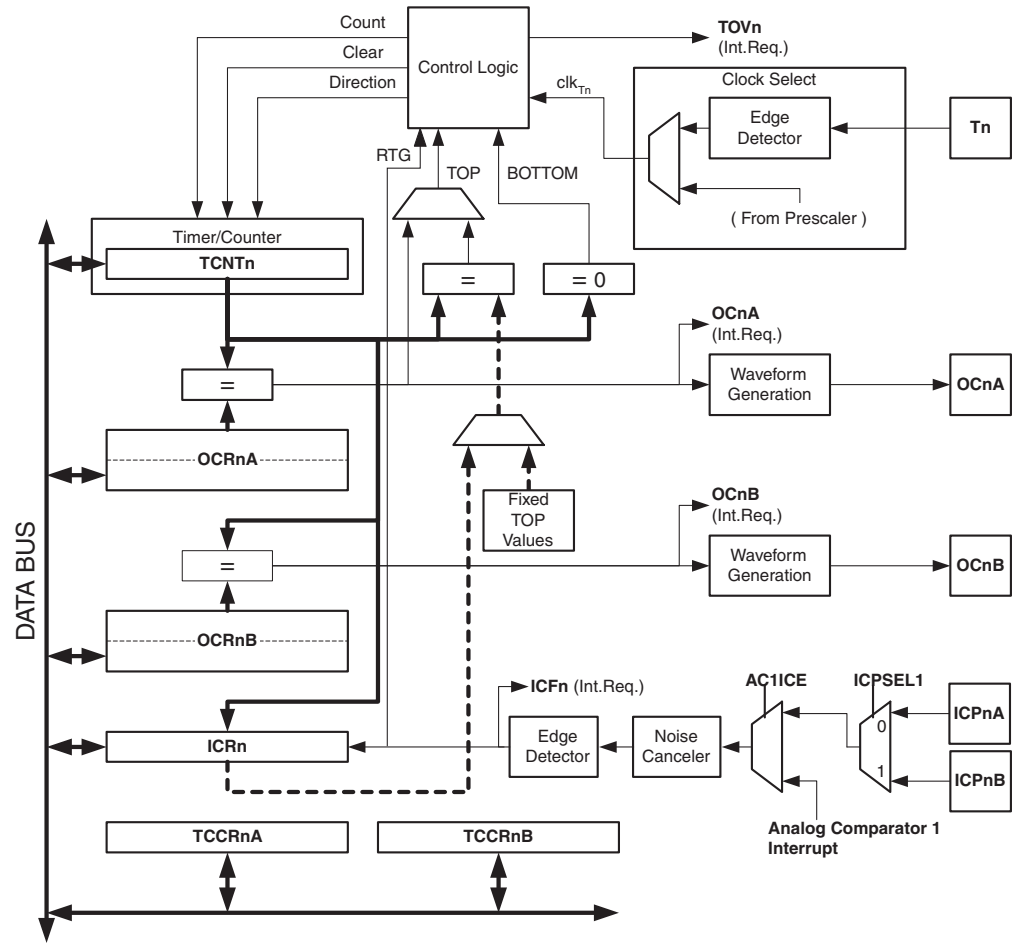 Count
Clear
Direction
Control Logic
TOVn
(Int.Req.)
clkTn
Clock Select
Edge
Detector
Tn
( From Prescaler )
RTG
TOP
BOTTOM
Timer/Counter
TCNTn
=
= 0
OCnA
(Int.Req.)
=
Waveform
Generation
OCnA
OCRnA
Fixed
TOP
Values
OCnB
(Int.Req.)
=
Waveform
Generation
OCnB
OCRnB
DATA BUS
ICFn (Int.Req.)
AC1ICE
ICPSEL1
ICPnA
0
ICRn
Edge
Detector
Noise
Canceler
1
ICPnB
Analog Comparator 1
Interrupt
TCCRnA
TCCRnB